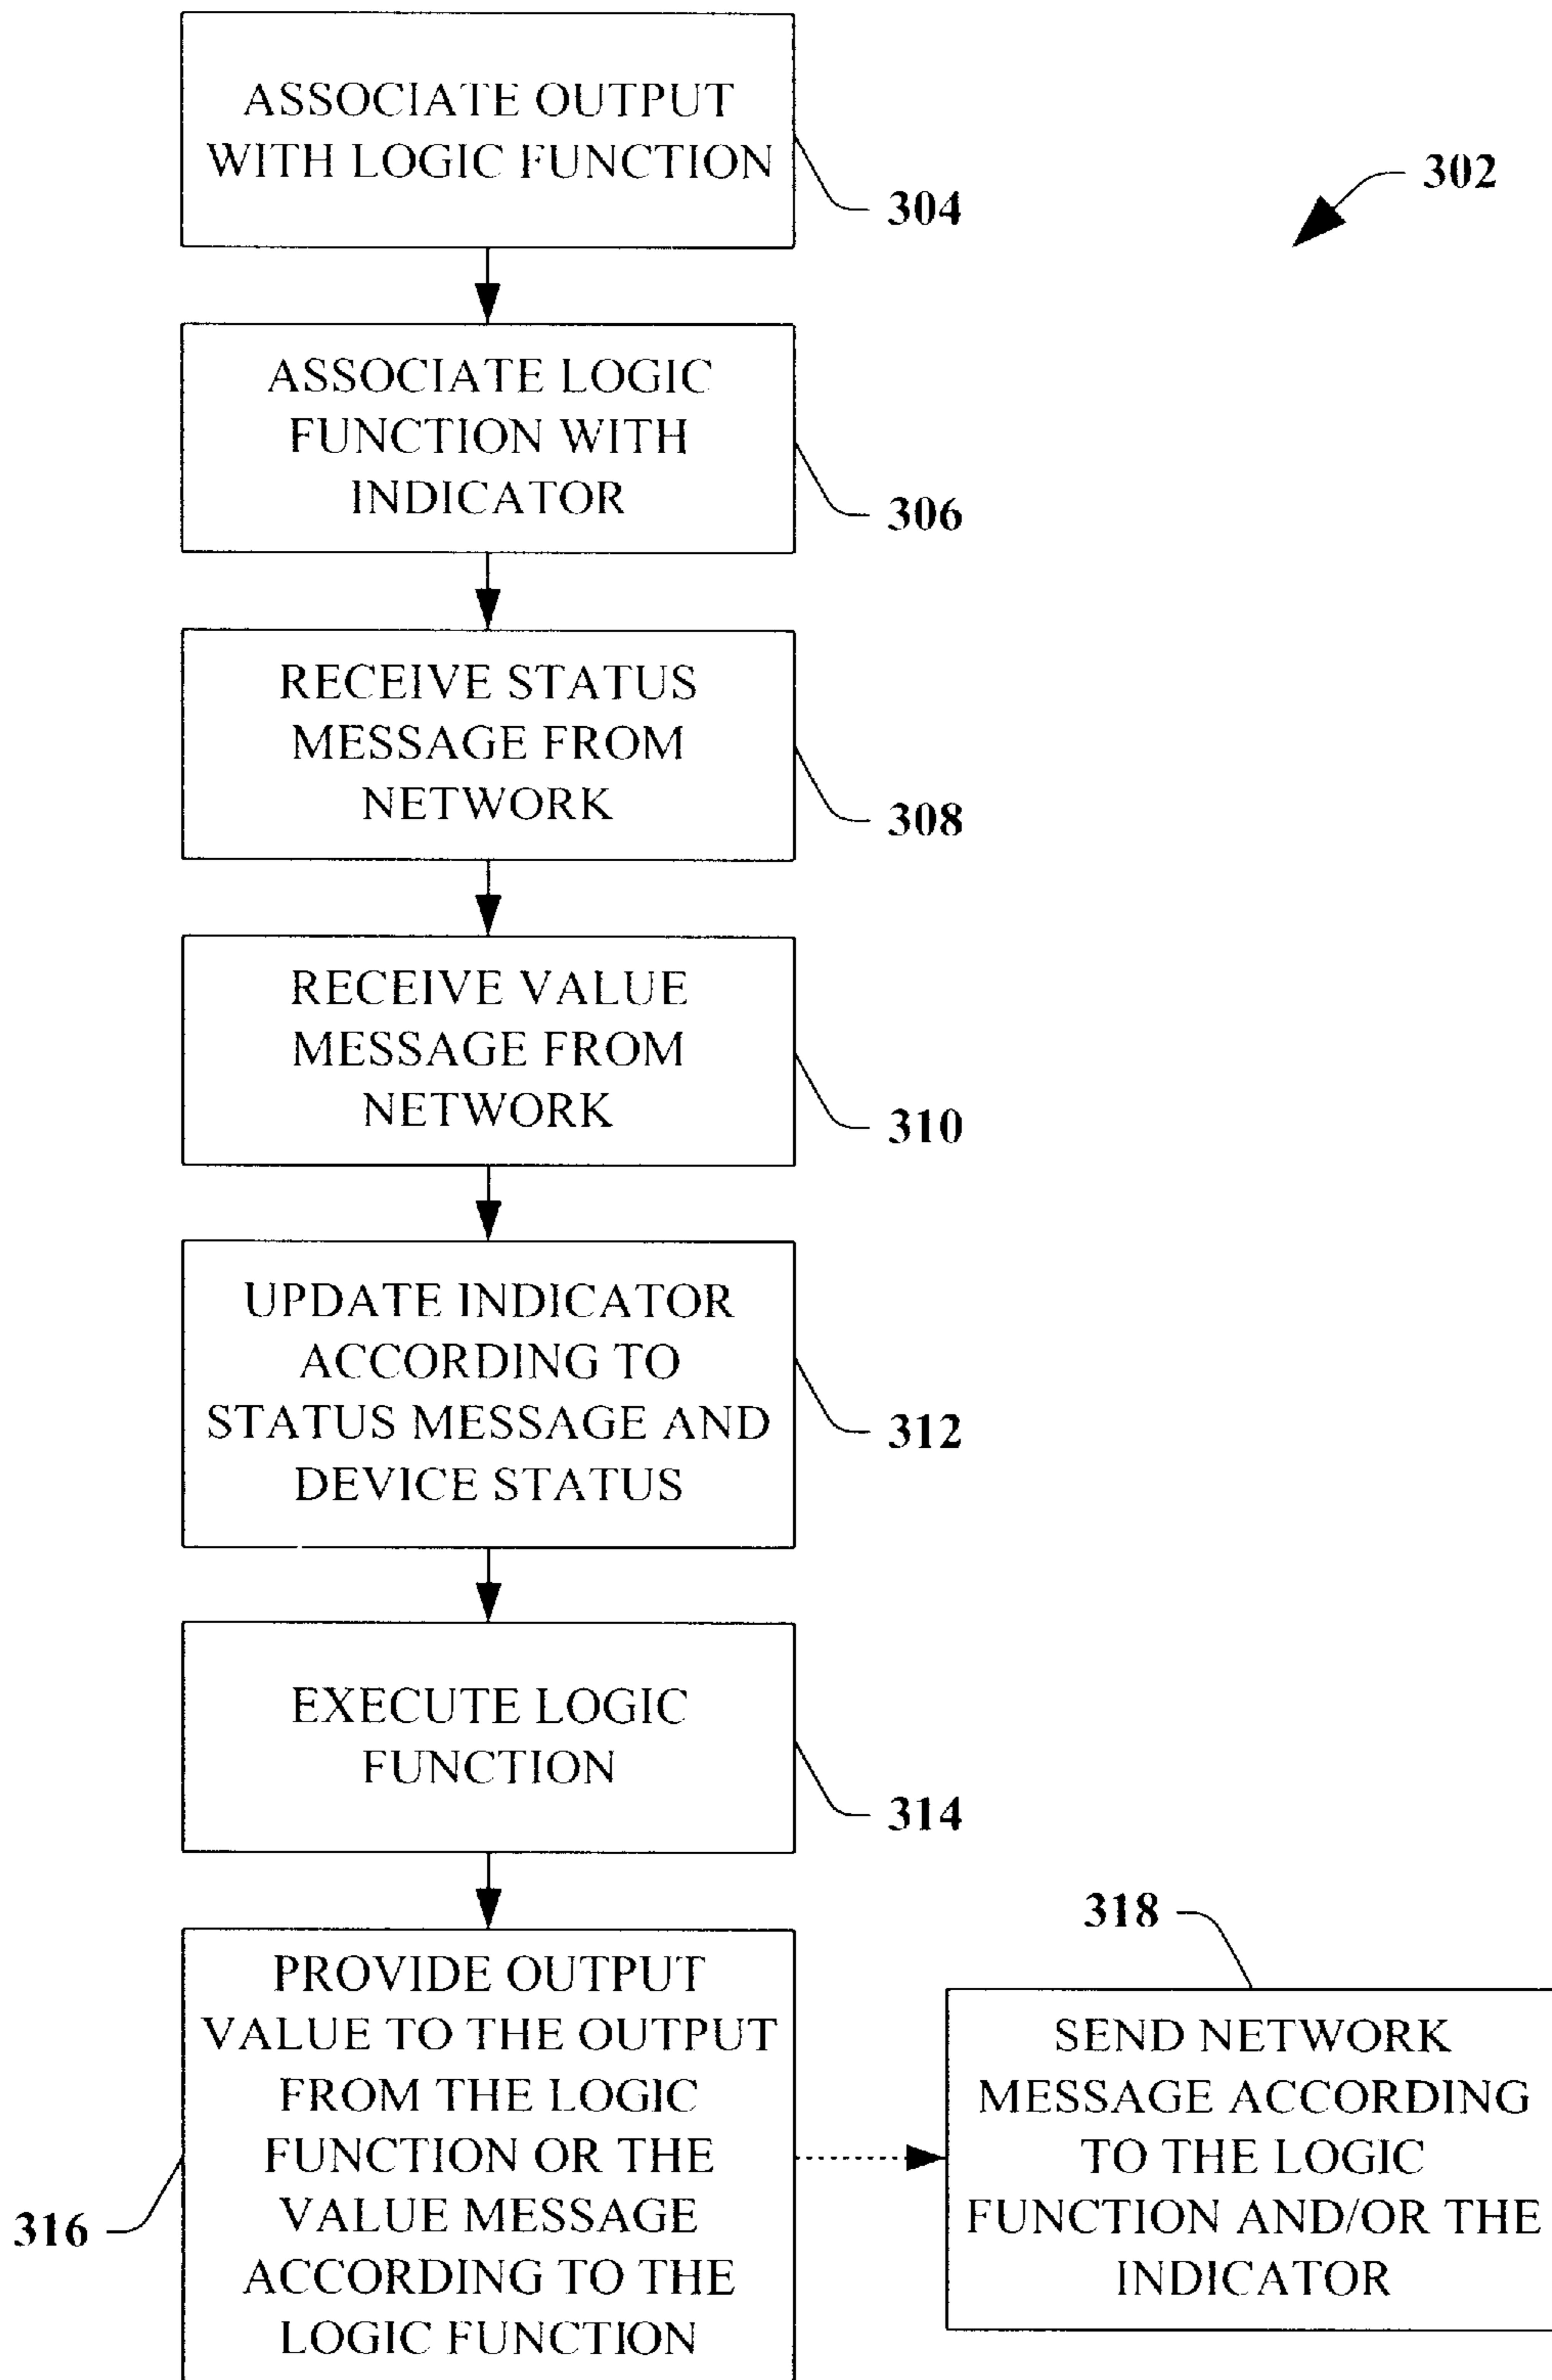 ASSOCIATE OUTPUT
WITH LOGIC FUNCTION
304
302
ASSOCIATE LOGIC
FUNCTION WITH
INDICATOR
306
RECEIVE STATUS
MESSAGE FROM
NETWORK
308
RECEIVE VALUE
MESSAGE FROM
NETWORK
310
UPDATE INDICATOR
ACCORDING TO
STATUS MESSAGE AND
DEVICE STATUS
312
EXECUTE LOGIC
FUNCTION
314
PROVIDE OUTPUT
VALUE TO THE OUTPUT
FROM THE LOGIC
FUNCTION OR THE
VALUE MESSAGE
ACCORDING TO THE
LOGIC FUNCTION
316
318
SEND NETWORK
MESSAGE ACCORDING
TO THE LOGIC
FUNCTION AND/OR THE
INDICATOR